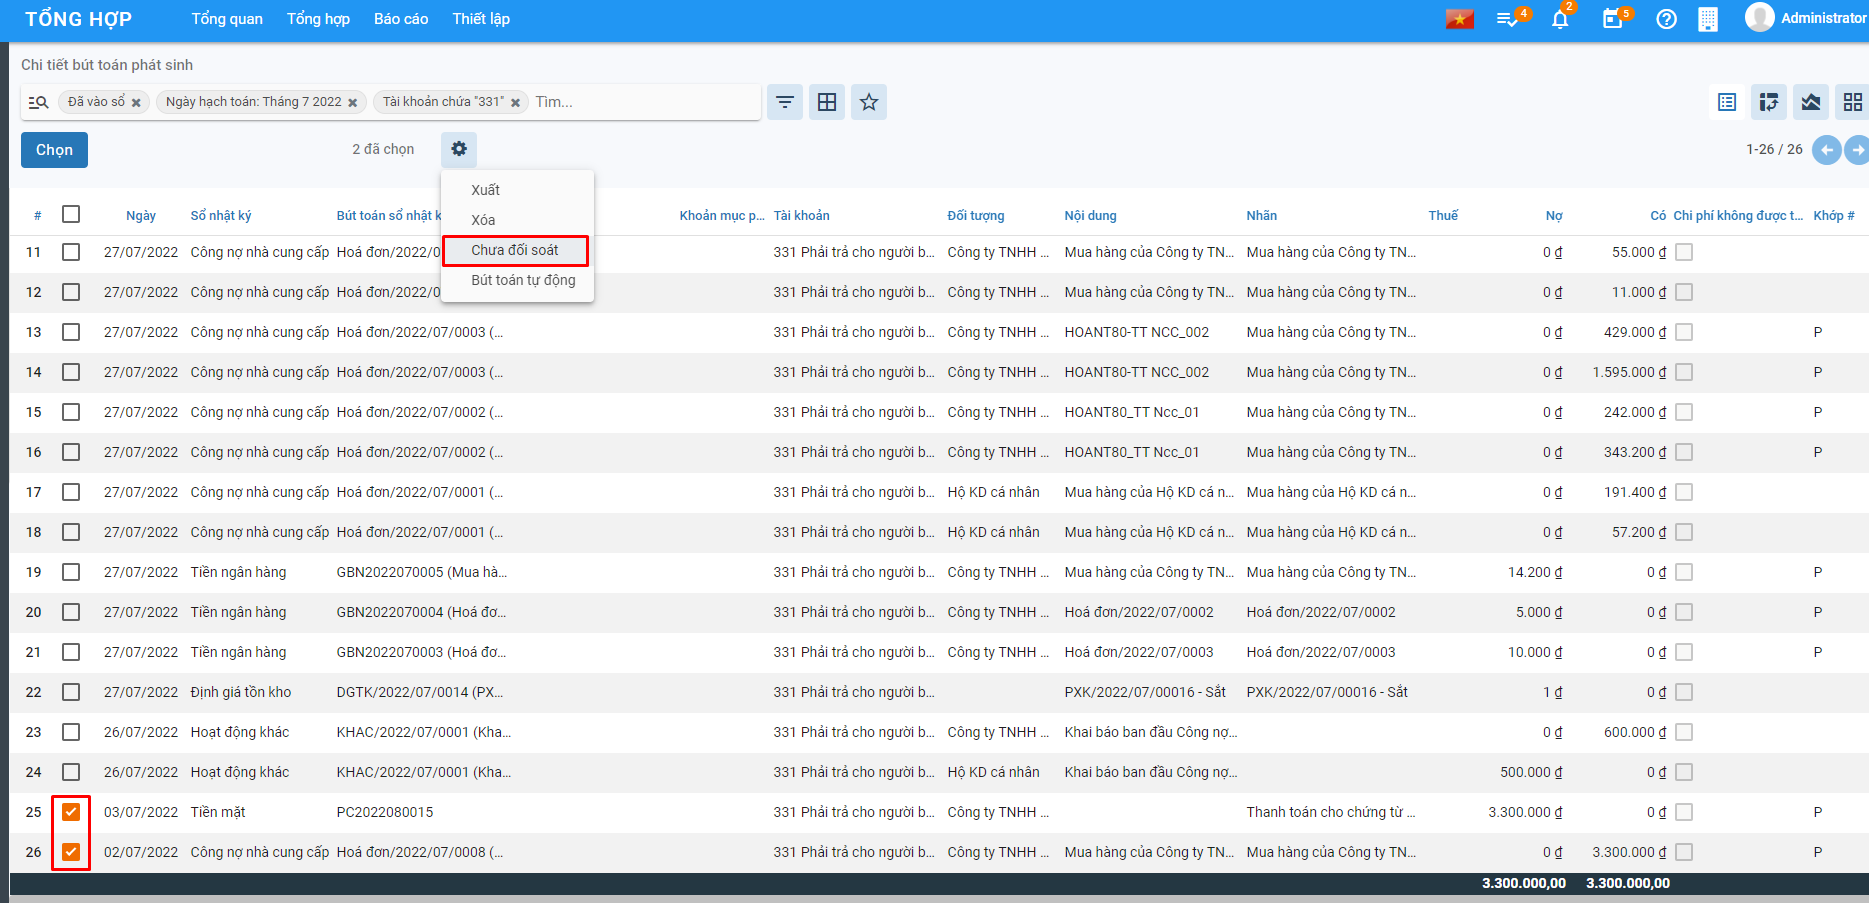 TỔNG HỢP Tổng quan Tổng hợp Báo cáo Thiết lập 4 2 5 Administrator
Chi tiết bút toán phát sinh
Đã vào sổ Ngày hạch toán: Tháng 7 2022 Tài khoản chứa "331" Tìm...
Chọn 2 đã chọn 1-26 / 26
Xuất
Xóa
Chưa đối soát
Bút toán tự động
# Ngày Sổ nhật ký Bút toán sổ nhật k Khoản mục p... Tài khoản Đối tượng Nội dung Nhãn Thuế Nợ Có Chi phí không được t... Khớp #
11 27/07/2022 Công nợ nhà cung cấp Hoá đơn/2022/07/0 331 Phải trả cho người b... Công ty TNHH ... Mua hàng của Công ty TN... Mua hàng của Công ty TN... 0 ₫ 55.000 ₫
12 27/07/2022 Công nợ nhà cung cấp Hoá đơn/2022/07/0 331 Phải trả cho người b... Công ty TNHH ... Mua hàng của Công ty TN... Mua hàng của Công ty TN... 0 ₫ 11.000 ₫
13 27/07/2022 Công nợ nhà cung cấp Hoá đơn/2022/07/0003 (... 331 Phải trả cho người b... Công ty TNHH ... HOANT80-TT NCC_002 Mua hàng của Công ty TN... 0 ₫ 429.000 ₫ P
14 27/07/2022 Công nợ nhà cung cấp Hoá đơn/2022/07/0003 (... 331 Phải trả cho người b... Công ty TNHH ... HOANT80-TT NCC_002 Mua hàng của Công ty TN... 0 ₫ 1.595.000 ₫ P
15 27/07/2022 Công nợ nhà cung cấp Hoá đơn/2022/07/0002 (... 331 Phải trả cho người b... Công ty TNHH ... HOANT80_TT Ncc_01 Mua hàng của Công ty TN... 0 ₫ 242.000 ₫ P
16 27/07/2022 Công nợ nhà cung cấp Hoá đơn/2022/07/0002 (... 331 Phải trả cho người b... Công ty TNHH ... HOANT80_TT Ncc_01 Mua hàng của Công ty TN... 0 ₫ 343.200 ₫ P
17 27/07/2022 Công nợ nhà cung cấp Hoá đơn/2022/07/0001 (... 331 Phải trả cho người b... Hộ KD cá nhân Mua hàng của Hộ KD cá n... Mua hàng của Hộ KD cá n... 0 ₫ 191.400 ₫
18 27/07/2022 Công nợ nhà cung cấp Hoá đơn/2022/07/0001 (... 331 Phải trả cho người b... Hộ KD cá nhân Mua hàng của Hộ KD cá n... Mua hàng của Hộ KD cá n... 0 ₫ 57.200 ₫
19 27/07/2022 Tiền ngân hàng GBN2022070005 (Mua hà... 331 Phải trả cho người b... Công ty TNHH ... Mua hàng của Công ty TN... Mua hàng của Công ty TN... 14.200 ₫ 0 ₫ P
20 27/07/2022 Tiền ngân hàng GBN2022070004 (Hoá đơ... 331 Phải trả cho người b... Công ty TNHH ... Hoá đơn/2022/07/0002 Hoá đơn/2022/07/0002 5.000 ₫ 0 ₫ P
21 27/07/2022 Tiền ngân hàng GBN2022070003 (Hoá đơ... 331 Phải trả cho người b... Công ty TNHH ... Hoá đơn/2022/07/0003 Hoá đơn/2022/07/0003 10.000 ₫ 0 ₫ P
22 27/07/2022 Định giá tồn kho DGTK/2022/07/0014 (PX... 331 Phải trả cho người b... PXK/2022/07/00016 - Sắt PXK/2022/07/00016 - Sắt 1 ₫ 0 ₫
23 26/07/2022 Hoạt động khác KHAC/2022/07/0001 (Kha... 331 Phải trả cho người b... Công ty TNHH ... Khai báo ban đầu Công nợ... 0 ₫ 600.000 ₫
24 26/07/2022 Hoạt động khác KHAC/2022/07/0001 (Kha... 331 Phải trả cho người b... Hộ KD cá nhân Khai báo ban đầu Công nợ... 500.000 ₫ 0 ₫
25 03/07/2022 Tiền mặt PC2022080015 331 Phải trả cho người b... Công ty TNHH ... Thanh toán cho chứng từ ... 3.300.000 ₫ 0 ₫ P
26 02/07/2022 Công nợ nhà cung cấp Hoá đơn/2022/07/0008 (... 331 Phải trả cho người b... Công ty TNHH ... Mua hàng của Công ty TN... Mua hàng của Công ty TN... 0 ₫ 3.300.000 ₫ P
3.300.000,00 3.300.000,00